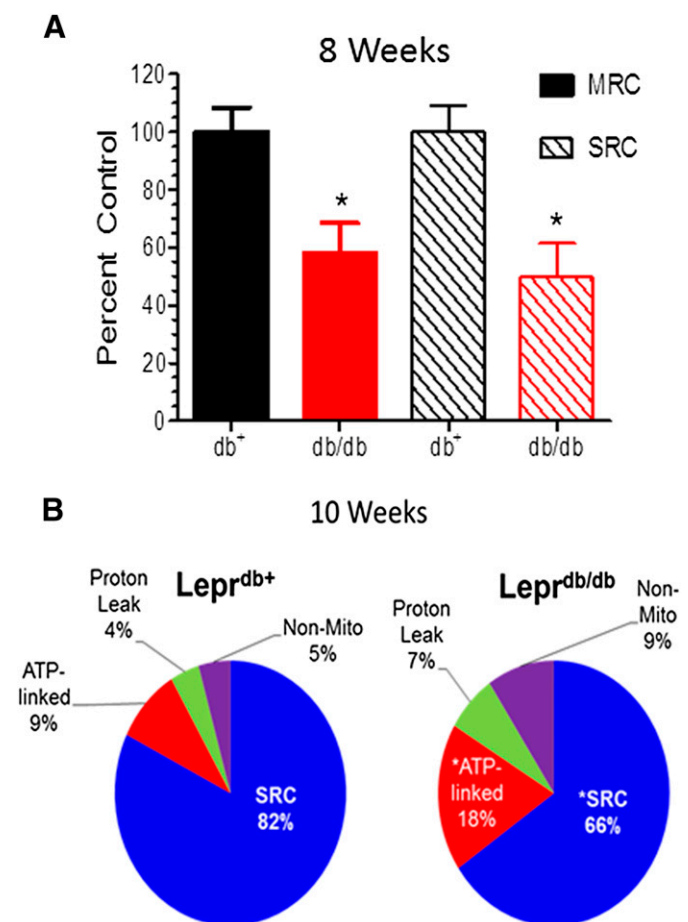 A
8 Weeks
120
100
80
60
40
20
0
Percent Control
MRC
SRC
*
*
db+
db/db
db+
db/db
B
10 Weeks
Leprdb+
Proton
Leak
4%
Non-Mito
5%
ATP-
linked
9%
SRC
82%
Leprdb/db
Proton
Leak
7%
Non-
Mito
9%
*ATP-
linked
18%
*SRC
66%